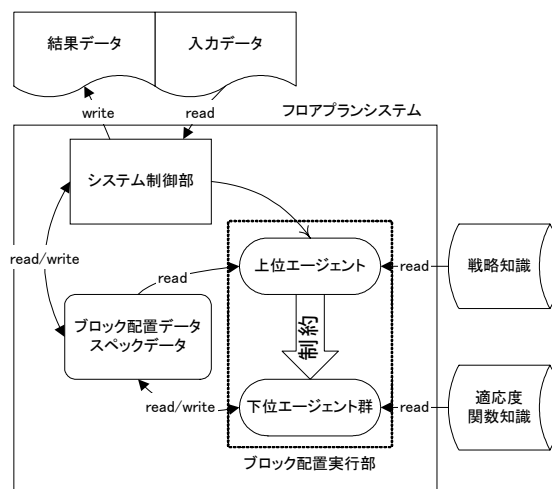 結果データ
入力データ
write
read
フロアプランシステム
システム制御部
read/write
read
上位エージェント
read
戦略知識
ブロック配置データ
スペックデータ
制約
read/write
下位エージェント群
read
適応度
関数知識
ブロック配置実行部